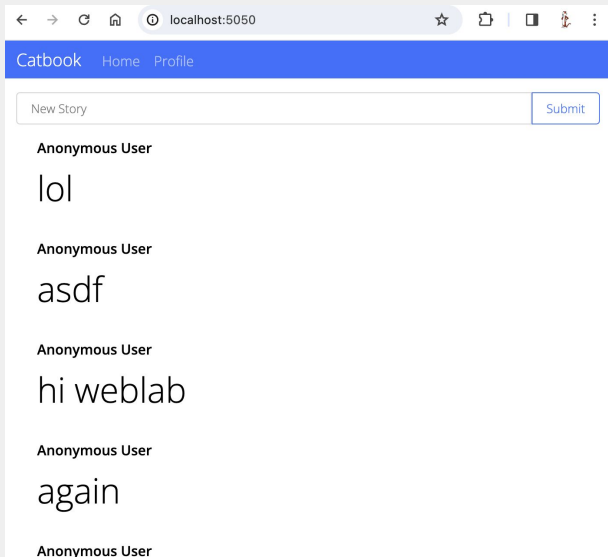 localhost:5050
Catbook Home Profile
New Story Submit
Anonymous User
lol
Anonymous User
asdf
Anonymous User
hi weblab
Anonymous User
again
Anonymous User